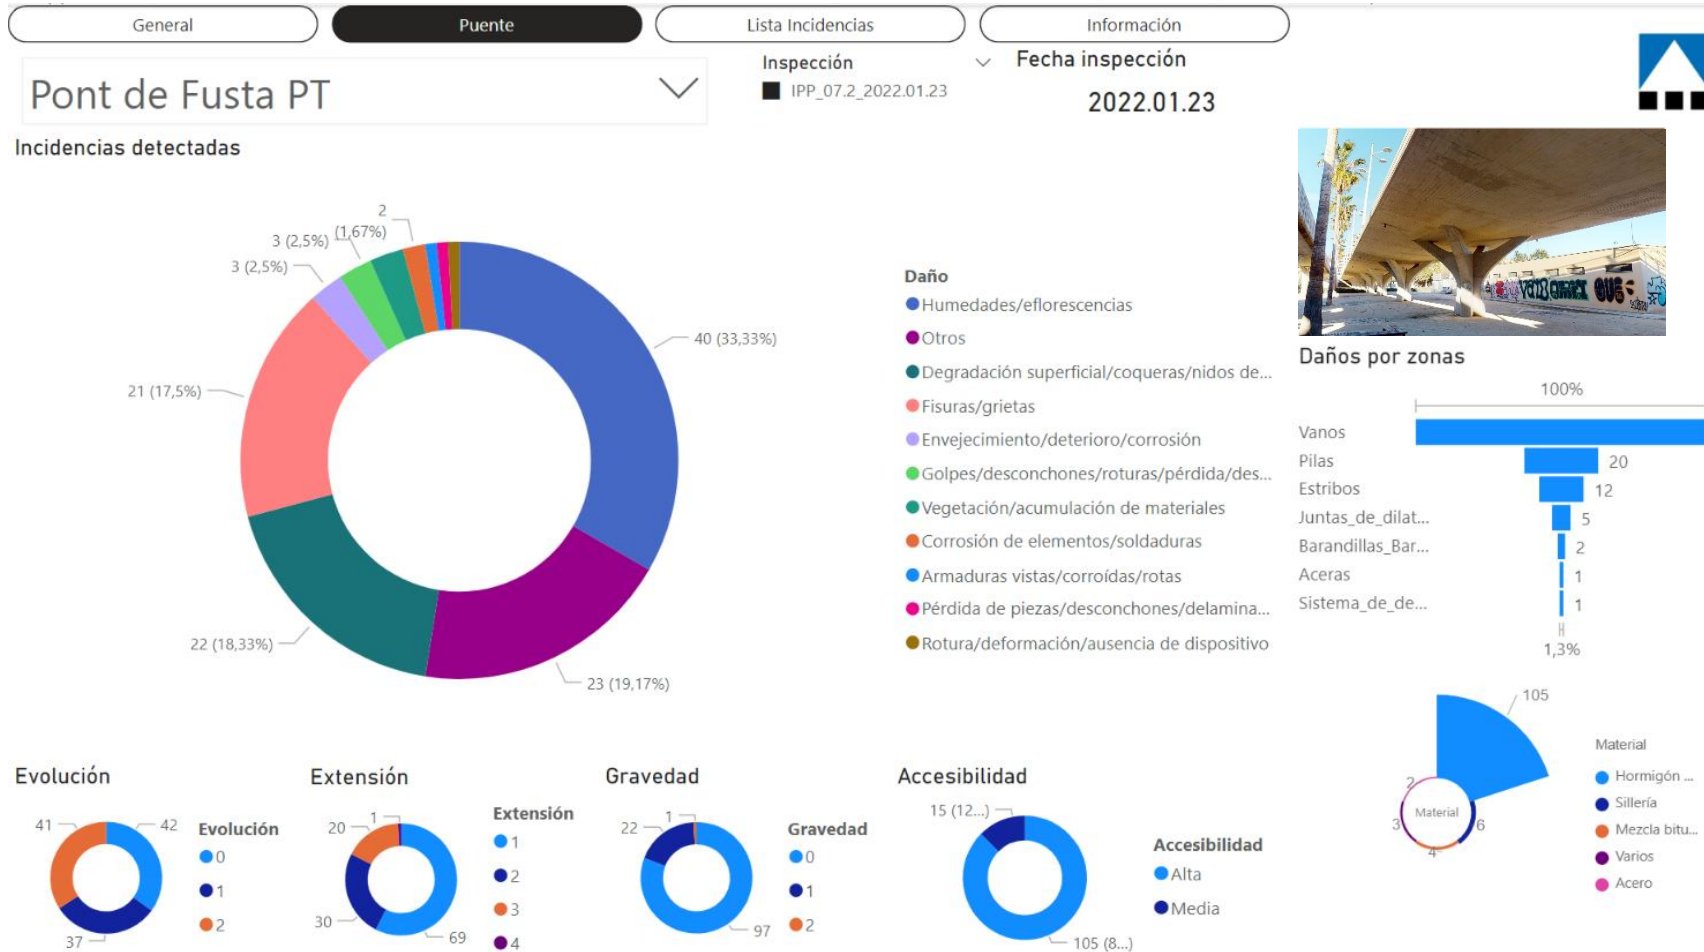 General
Puente
Lista Incidencias
Información
Pont de Fusta PT
Inspección
IPP_07.2_2022.01.23
Fecha inspección
2022.01.23
Incidencias detectadas
2
(1,67%)
3 (2,5%)
3 (2,5%)
40 (33,33%)
21 (17,5%)
22 (18,33%)
23 (19,17%)
Daño
Humedades/eflorescencias
Otros
Degradación superficial/coqueras/nidos de...
Fisuras/grietas
Envejecimiento/deterioro/corrosión
Golpes/desconchones/roturas/pérdida/des...
Vegetación/acumulación de materiales
Corrosión de elementos/soldaduras
Armaduras vistas/corroídas/rotas
Pérdida de piezas/desconchones/delamina...
Rotura/deformación/ausencia de dispositivo
Daños por zonas
100%
Vanos
Pilas
20
Estribos
12
Juntas_de_dilat...
5
Barandillas_Bar...
2
Aceras
1
Sistema_de_de...
1
1,3%
105
2
Material
3
6
4
Material
Hormigón ...
Sillería
Mezcla bitu...
Varios
Acero
Evolución
41
42
37
Evolución
0
1
2
Extensión
1
20
30
69
Extensión
1
2
3
4
Gravedad
1
22
97
Gravedad
0
1
2
Accesibilidad
15 (12...)
105 (8...)
Accesibilidad
Alta
Media